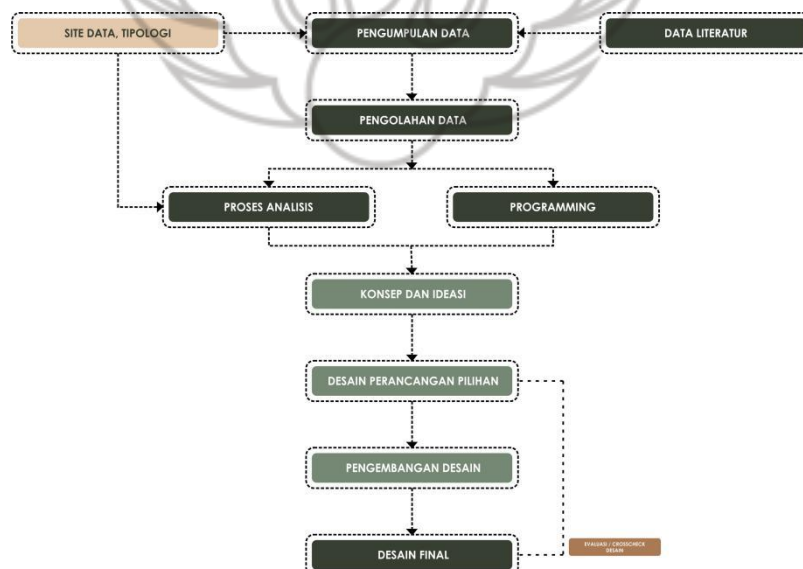 SITE DATA, TIPOLOGI
PENGUMPULAN DATA
DATA LITERATUR
PENGOLAHAN DATA
PROSES ANALISIS
PROGRAMMING
KONSEP DAN IDEASI
DESAIN PERANCANGAN PILIHAN
PENGEMBANGAN DESAIN
DESAIN FINAL
EVALUASI / CROSSCHECK
DESAIN